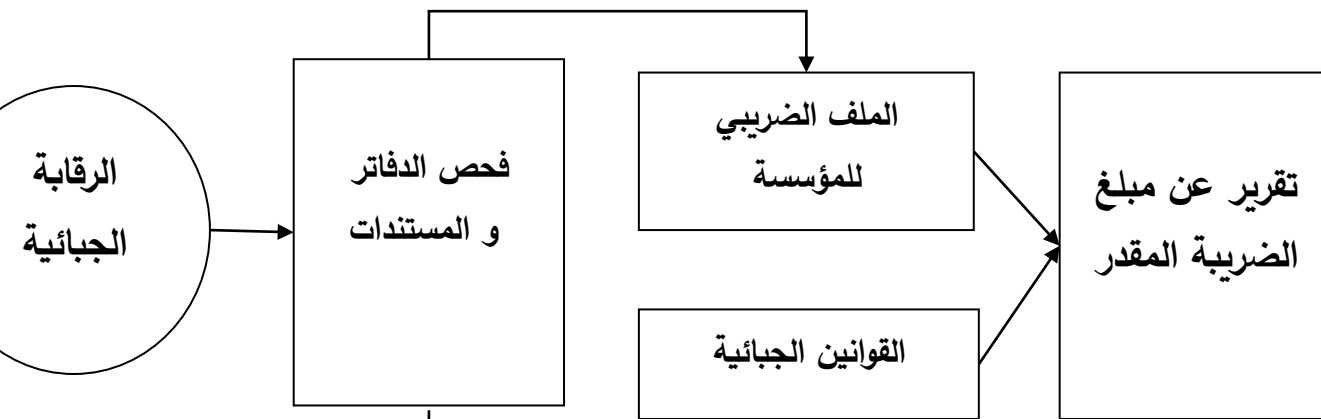 الرقابة
الجبائية
فحص الدفاتر
و المستندات
الملف الضريبي
للمؤسسة
القوانين الجبائية
تقرير عن مبلغ
الضريبة المقدر